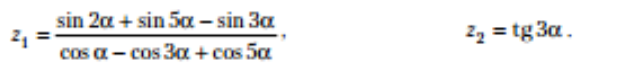 z₁ = (sin 2α + sin 5α − sin 3α) / (cos α − cos 3α + cos 5α), z₂ = tg 3α.